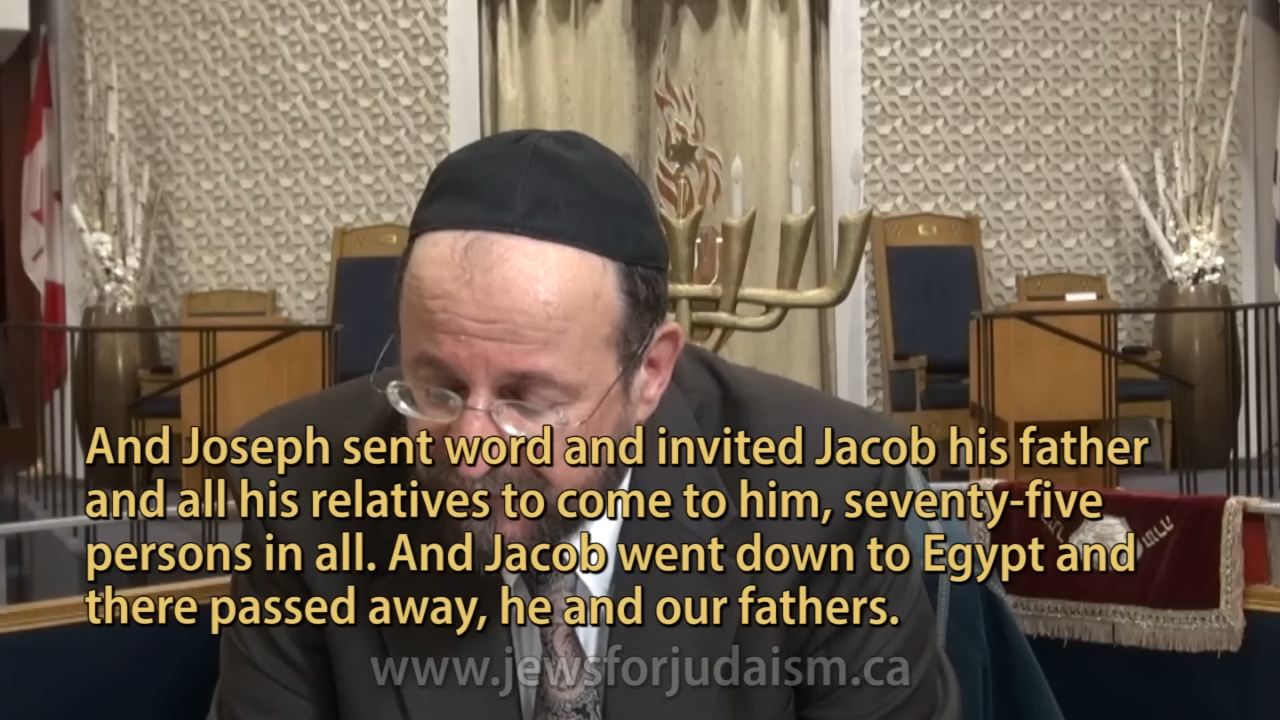 And Joseph sent word and invited Jacob his father
and all his relatives to come to him, seventy-five
persons in all. And Jacob went down to Egypt and
there passed away, he and our fathers.
www.jewsforjudaism.ca